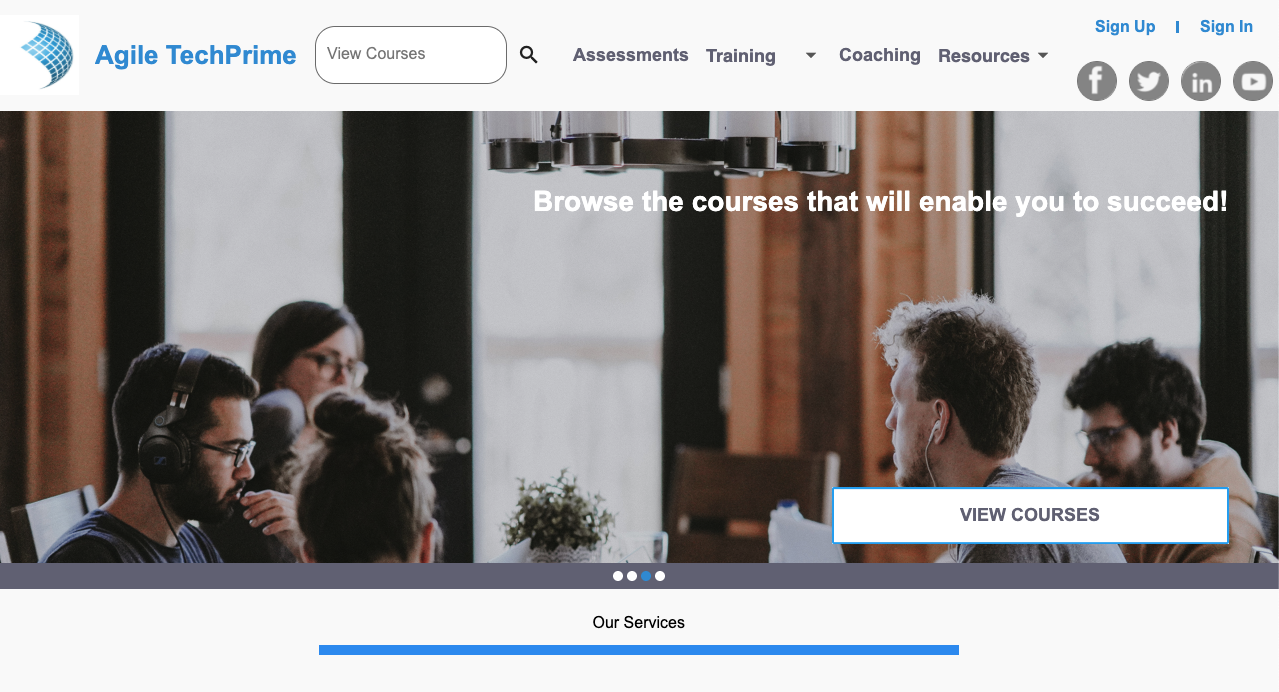 Sign Up
Sign In
Agile TechPrime
View Courses
Assessments
Training
Coaching
Resources
Browse the courses that will enable you to succeed!
VIEW COURSES
Our Services